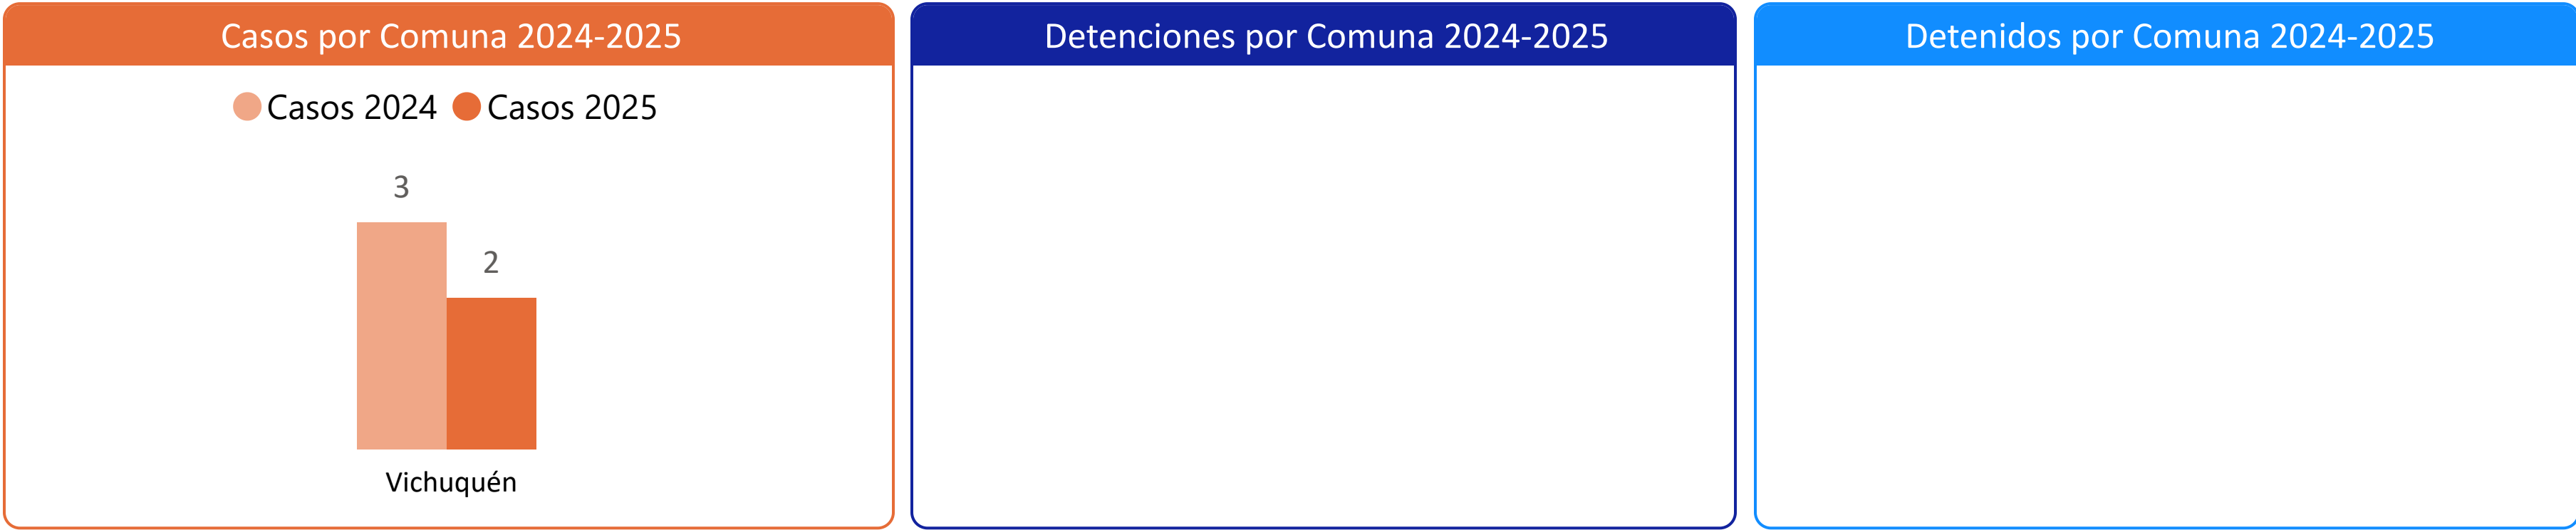 Casos por Comuna 2024-2025
Casos 2024 Casos 2025
3
2
Vichuquén
Detenciones por Comuna 2024-2025
Detenidos por Comuna 2024-2025